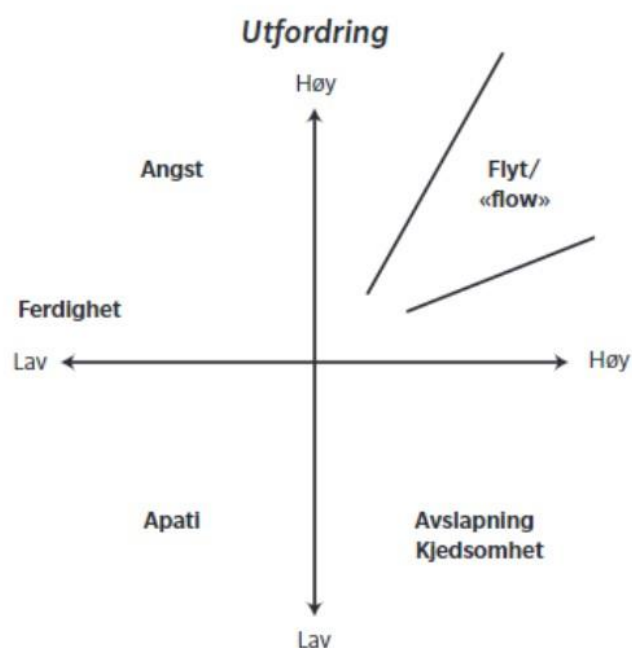 Utfordring
Høy
Angst
Flyt/
«flow»
Ferdighet
Lav
Høy
Apati
Avslapning
Kjedsomhet
Lav